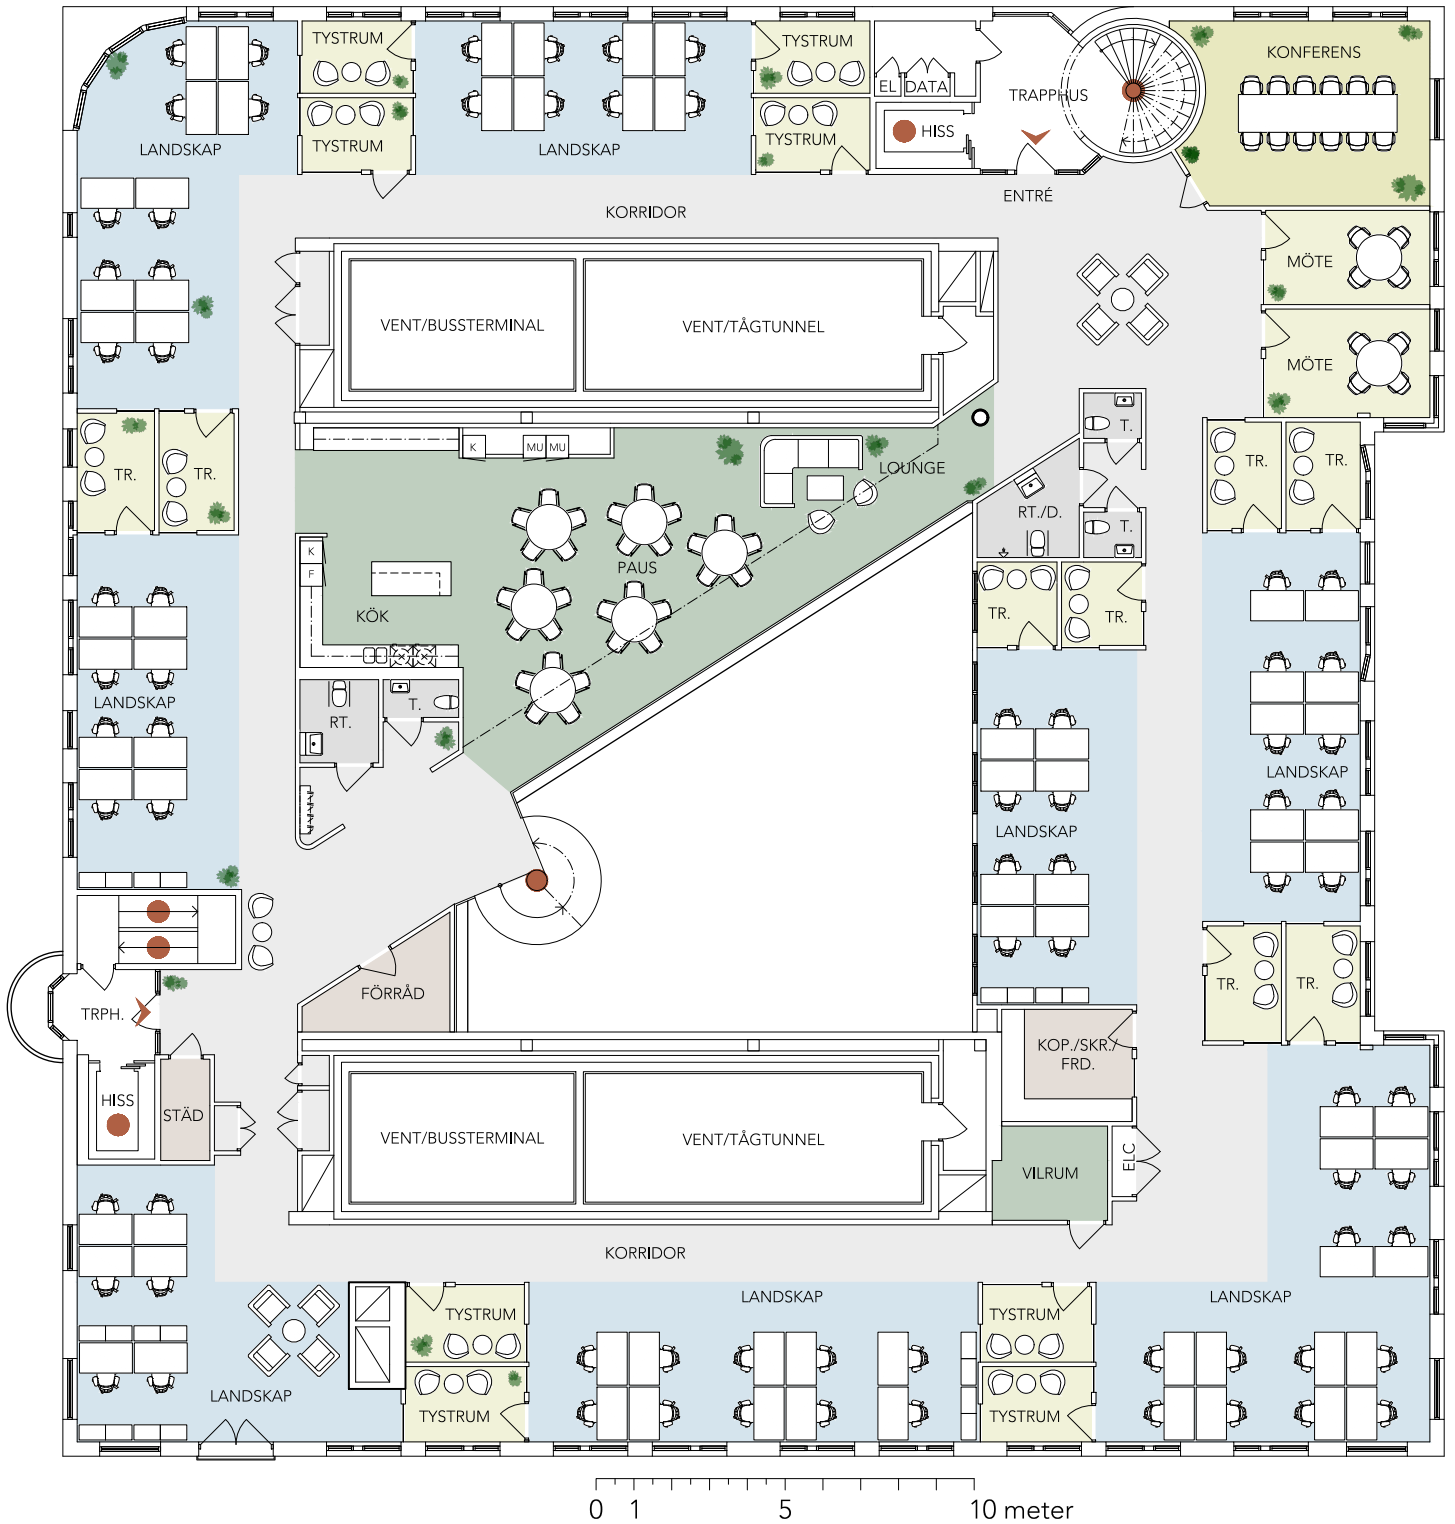 TYSTRUM
TYSTRUM
KONFERENS
EL
DATA
TRAPPHUS
HISS
LANDSKAP
TYSTRUM
LANDSKAP
TYSTRUM
ENTRÉ
KORRIDOR
MÖTE
VENT/BUSSTERMINAL
VENT/TÅGTUNNEL
MÖTE
T.
K
MU
MU
LOUNGE
TR.
TR.
TR.
TR.
RT./D.
T.
K
F
PAUS
KÖK
TR.
TR.
LANDSKAP
RT.
T.
LANDSKAP
LANDSKAP
FÖRRÅD
TR.
TR.
TRPH.
KOP./SKR./
FRD.
HISS
STÄD
VENT/BUSSTERMINAL
VENT/TÅGTUNNEL
ELC
VILRUM
KORRIDOR
LANDSKAP
LANDSKAP
TYSTRUM
TYSTRUM
LANDSKAP
TYSTRUM
TYSTRUM
0 1 5 10 meter